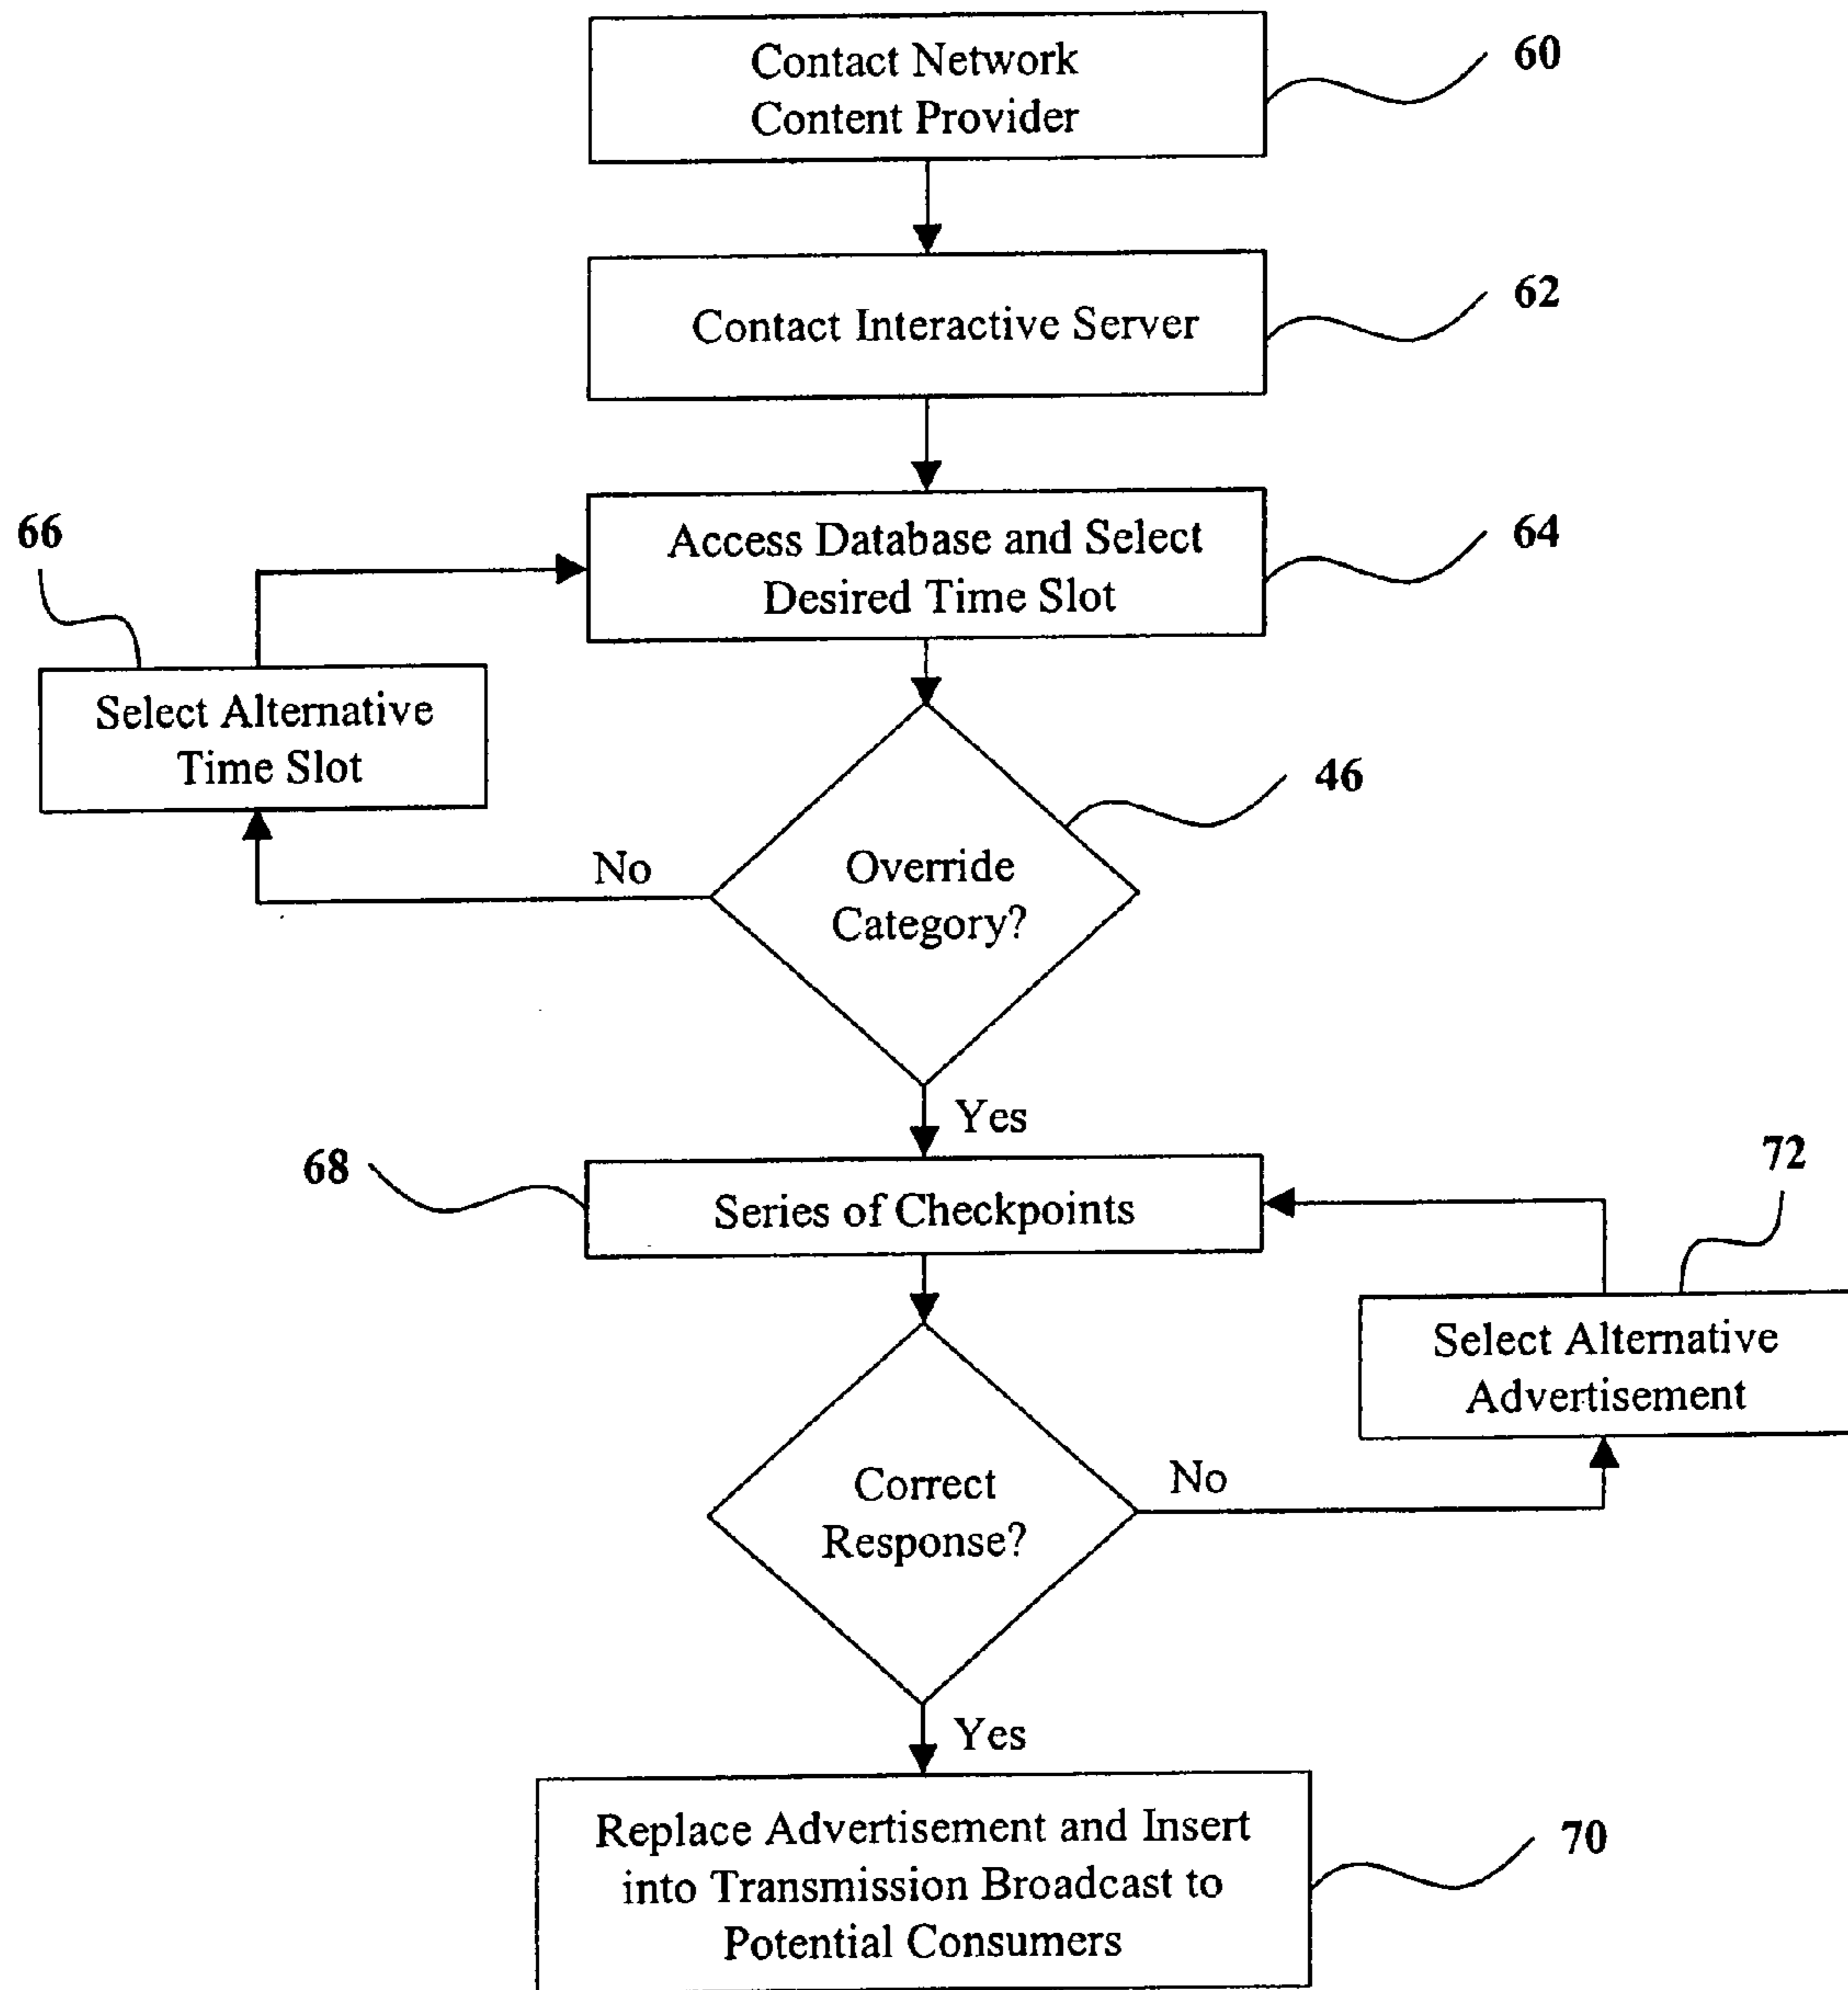 Contact Network
Content Provider
60
Contact Interactive Server
62
Access Database and Select
Desired Time Slot
64
66
Select Alternative
Time Slot
46
Override
Category?
No
Yes
68
Series of Checkpoints
72
Select Alternative
Advertisement
Correct
Response?
No
Yes
Replace Advertisement and Insert
into Transmission Broadcast to
Potential Consumers
70